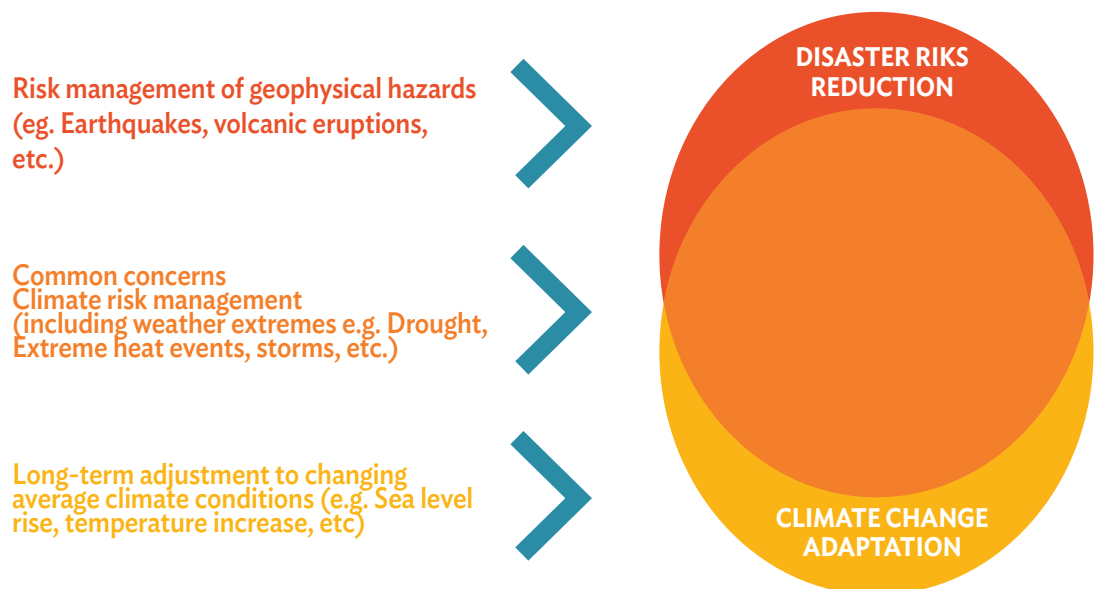 Risk management of geophysical hazards
(eg. Earthquakes, volcanic eruptions,
etc.)
Common concerns
Climate risk management
(including weather extremes e.g. Drought,
Extreme heat events, storms, etc.)
Long-term adjustment to changing
average climate conditions (e.g. Sea level
rise, temperature increase, etc)
DISASTER RIKS
REDUCTION
CLIMATE CHANGE
ADAPTATION